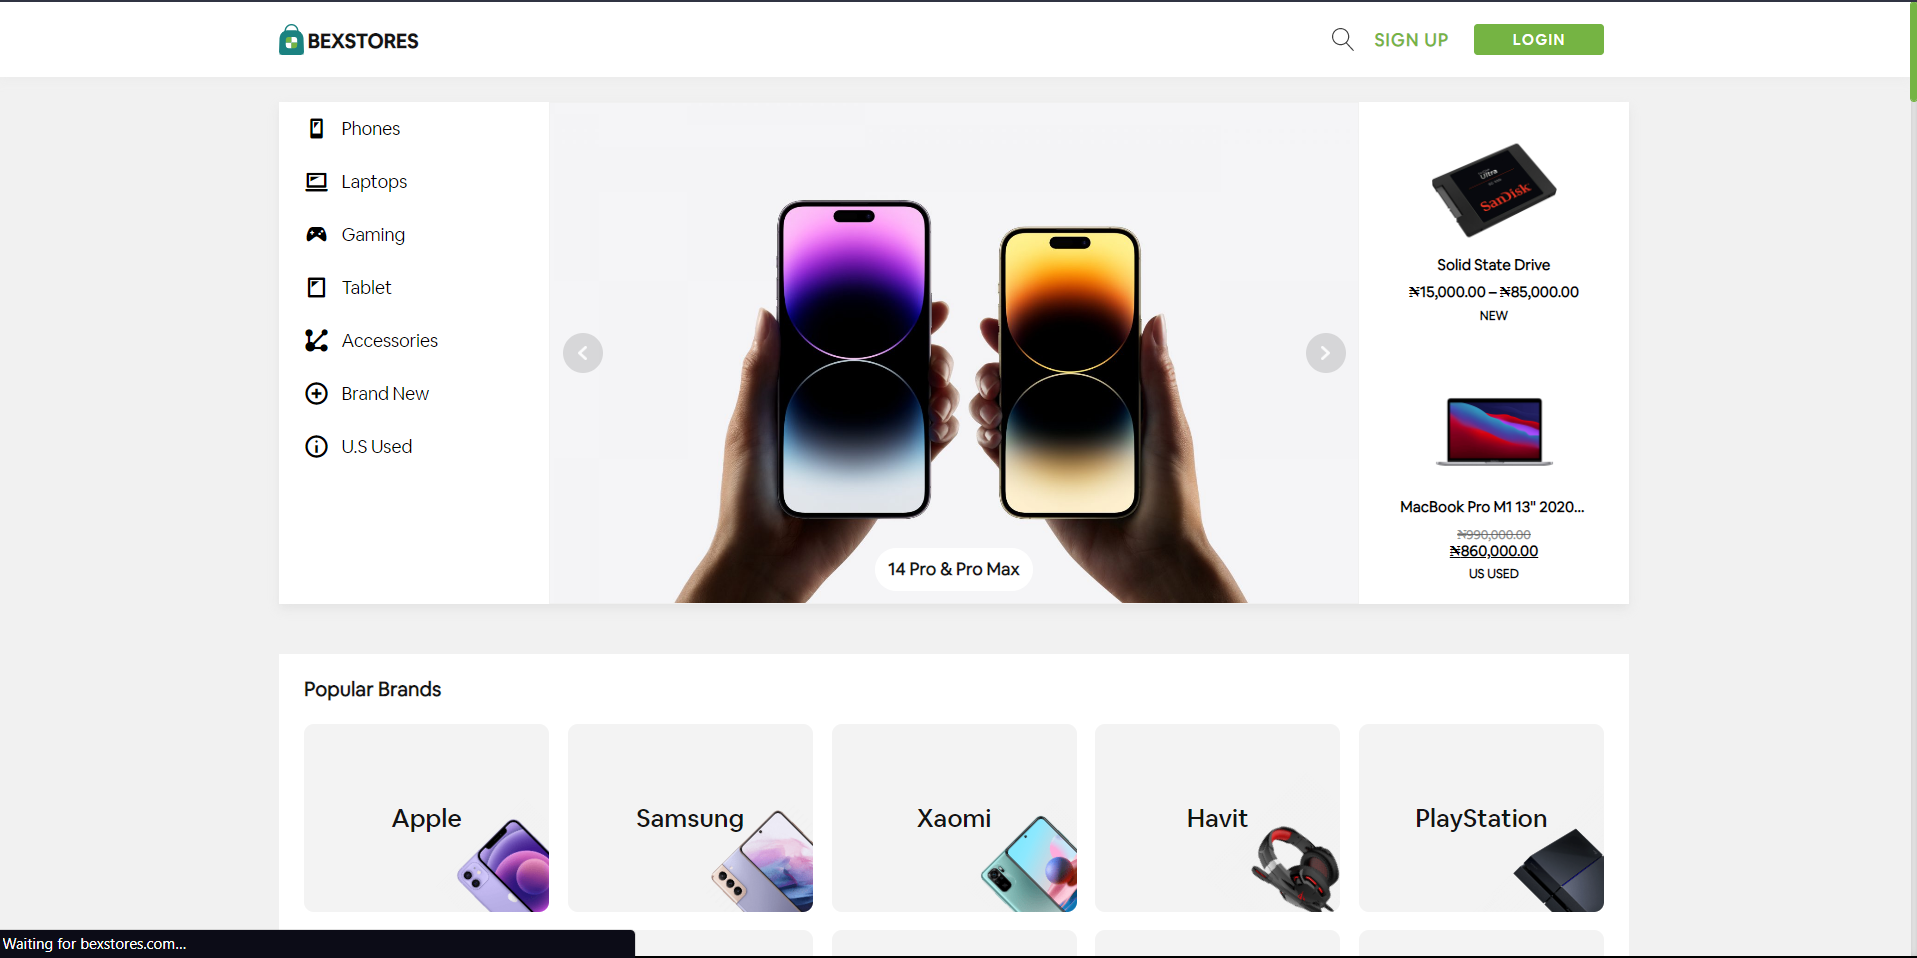 BEXSTORES
SIGN UP
LOGIN
Phones
Laptops
Gaming
Tablet
Accessories
Brand New
U.S Used
14 Pro & Pro Max
Ultra
SanDisk
Solid State Drive
₦15,000.00 – ₦85,000.00
NEW
MacBook Pro M1 13" 2020...
₦990,000.00
₦860,000.00
US USED
Popular Brands
Apple
Samsung
Xaomi
Havit
PlayStation
Waiting for bexstores.com...